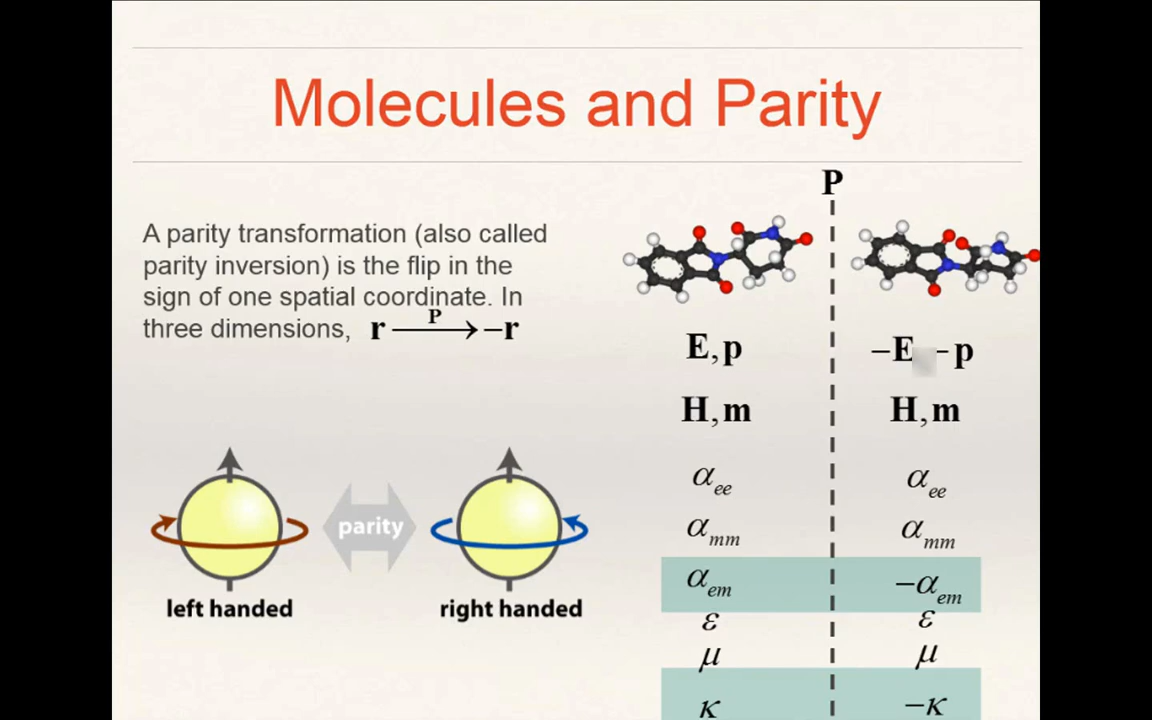 Molecules and Parity
A parity transformation (also called
parity inversion) is the flip in the
sign of one spatial coordinate. In
three dimensions, r —P→ −r
parity
left handed
right handed
P
E,p −E −p
H,m H,m
α_ee α_ee
α_mm α_mm
α_em −α_em
ε ε
μ μ
κ −κ